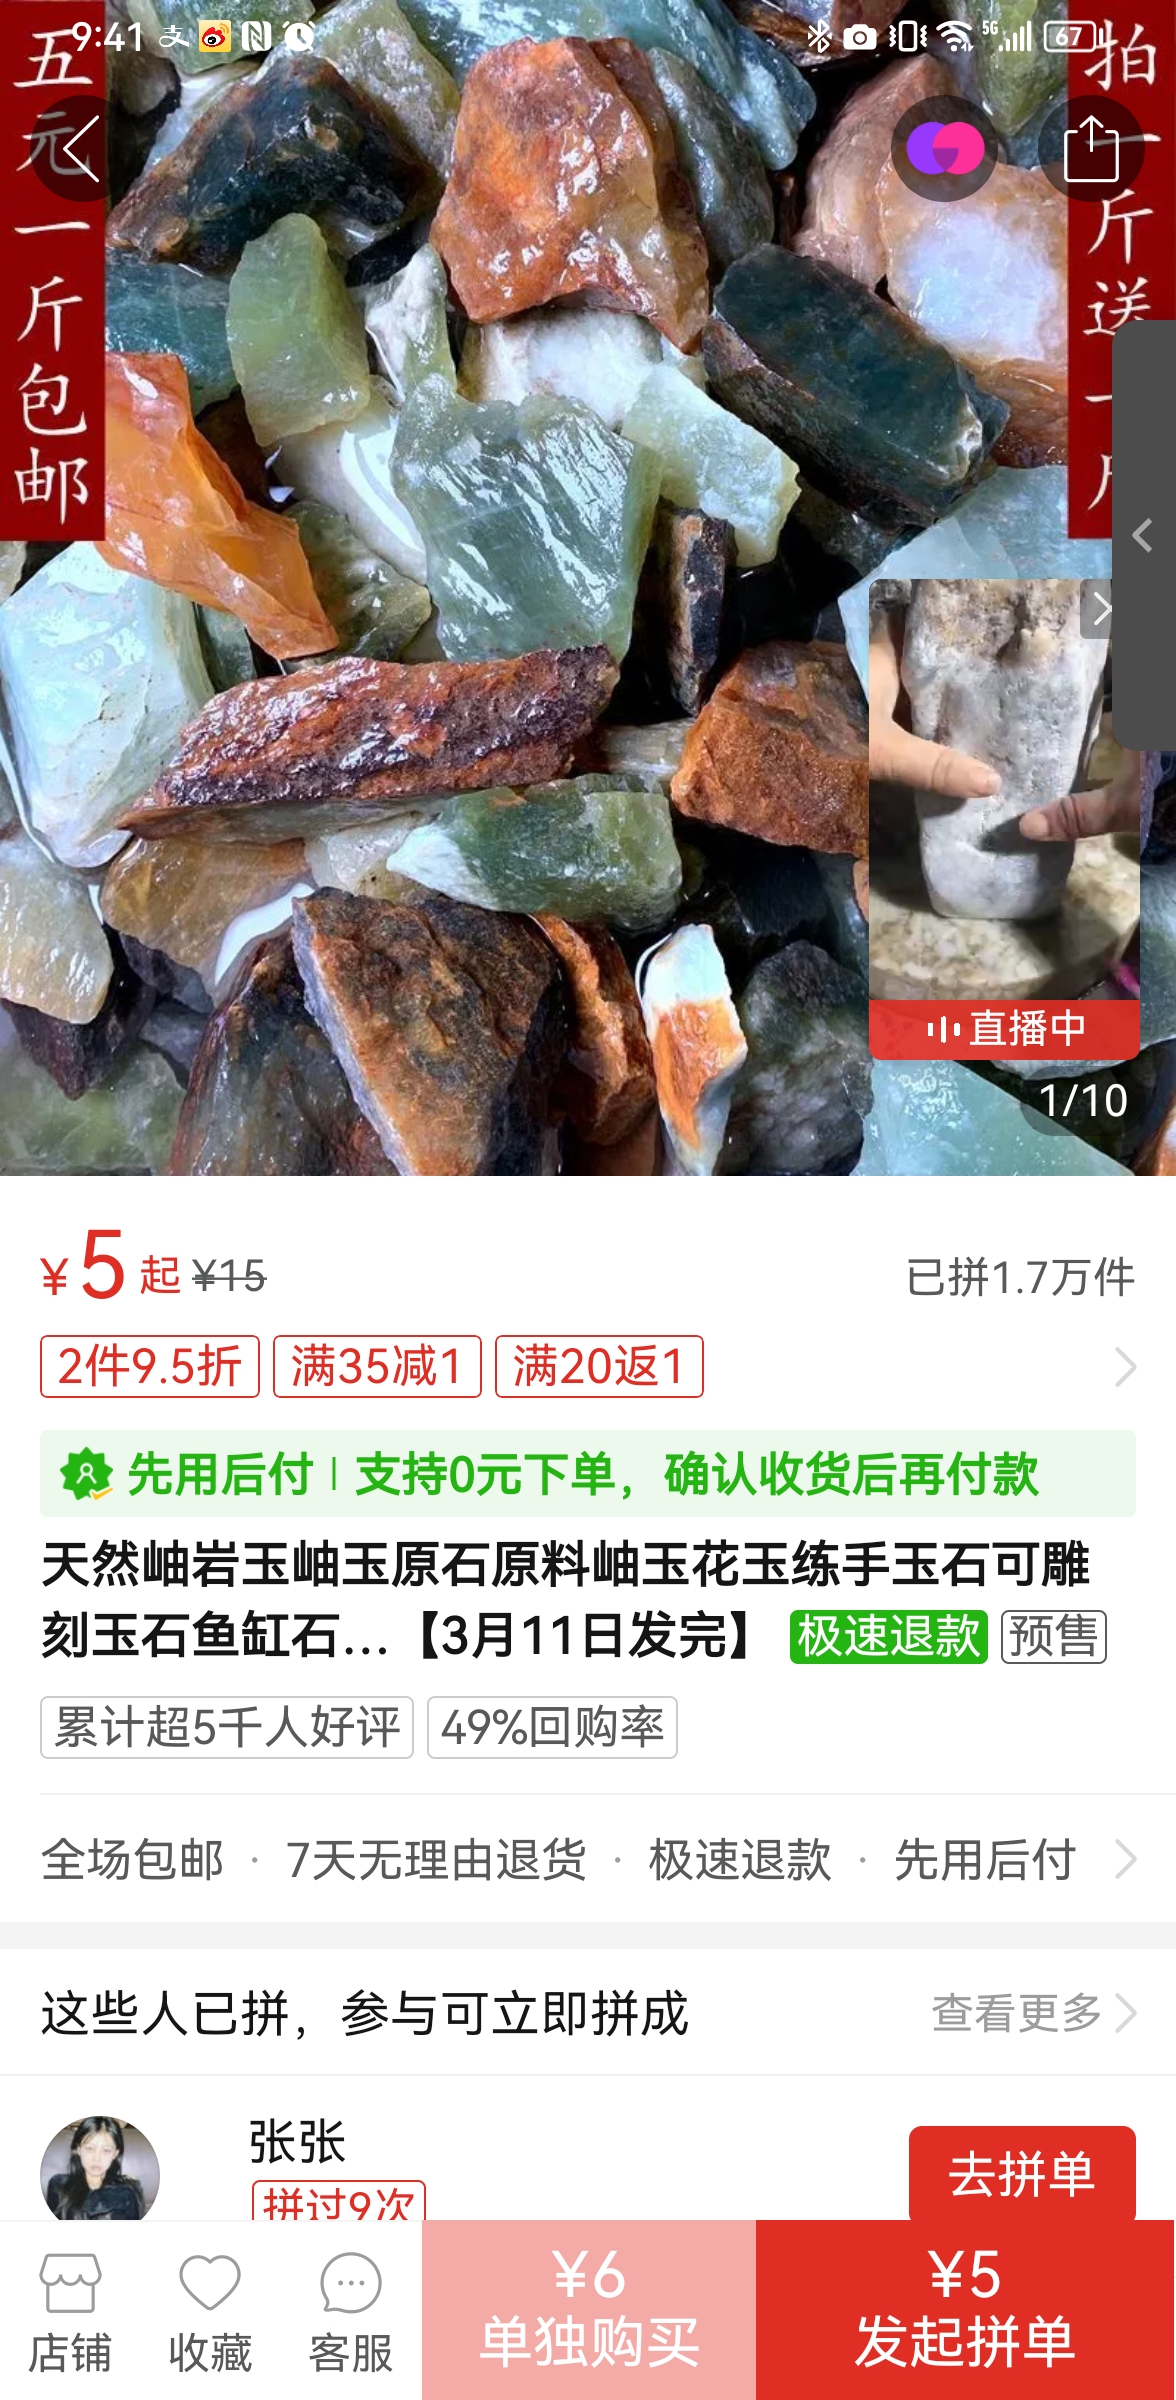 9:41
5G
67
五元一斤包邮
拍一斤送一斤
直播中
1/10
¥5起 ¥15
已拼1.7万件
2件9.5折 满35减1 满20返1
先用后付 | 支持0元下单，确认收货后再付款
天然岫岩玉岫玉原石原料岫玉花玉练手玉石可雕
刻玉石鱼缸石...【3月11日发完】 极速退款 预售
累计超5千人好评 49%回购率
全场包邮 · 7天无理由退货 · 极速退款 · 先用后付
这些人已拼，参与可立即拼成
查看更多
张张
拼过9次
去拼单
店铺
收藏
客服
¥6
单独购买
¥5
发起拼单